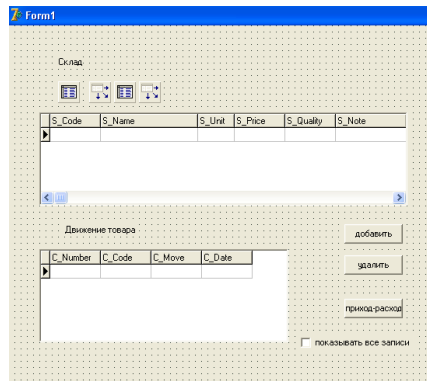 Form1
Склад
S_Code S_Name S_Unit S_Price S_Quality S_Note
Движение товара
добавить
C_Number C_Code C_Move C_Date
удалить
приход-расход
показывать все записи